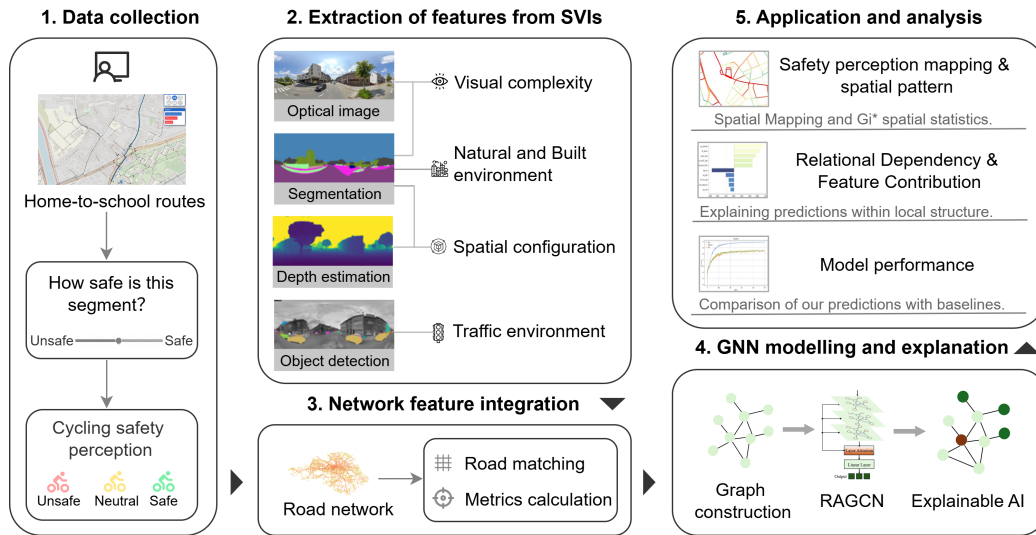 1. Data collection
Home-to-school routes
How safe is this
segment?
Unsafe
Safe
Cycling safety
perception
Unsafe
Neutral
Safe
2. Extraction of features from SVIs
Optical image
Segmentation
Depth estimation
Object detection
Visual complexity
Natural and Built
environment
Spatial configuration
Traffic environment
3. Network feature integration
Road network
Road matching
Metrics calculation
5. Application and analysis
Safety perception mapping &
spatial pattern
Spatial Mapping and Gi* spatial statistics.
Relational Dependency &
Feature Contribution
Explaining predictions within local structure.
Model performance
Comparison of our predictions with baselines.
4. GNN modelling and explanation
Graph
construction
Layer Attention
Linear Layer
Output
RAGCN
Explainable AI